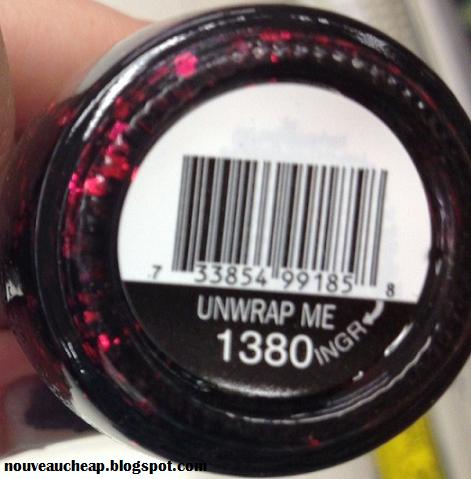 7 33854 99185 8
UNWRAP ME
1380 INGR
nouveaucheap.blogspot.com